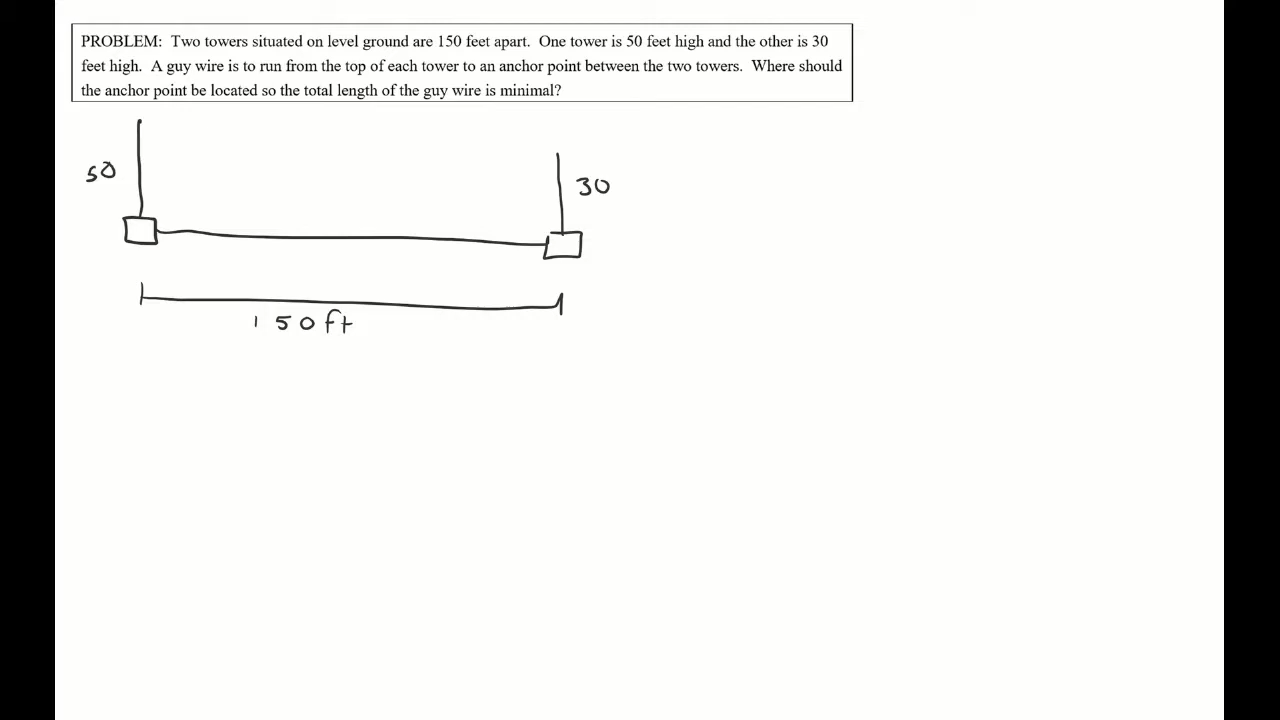 PROBLEM: Two towers situated on level ground are 150 feet apart. One tower is 50 feet high and the other is 30
feet high. A guy wire is to run from the top of each tower to an anchor point between the two towers. Where should
the anchor point be located so the total length of the guy wire is minimal?
50
30
150ft